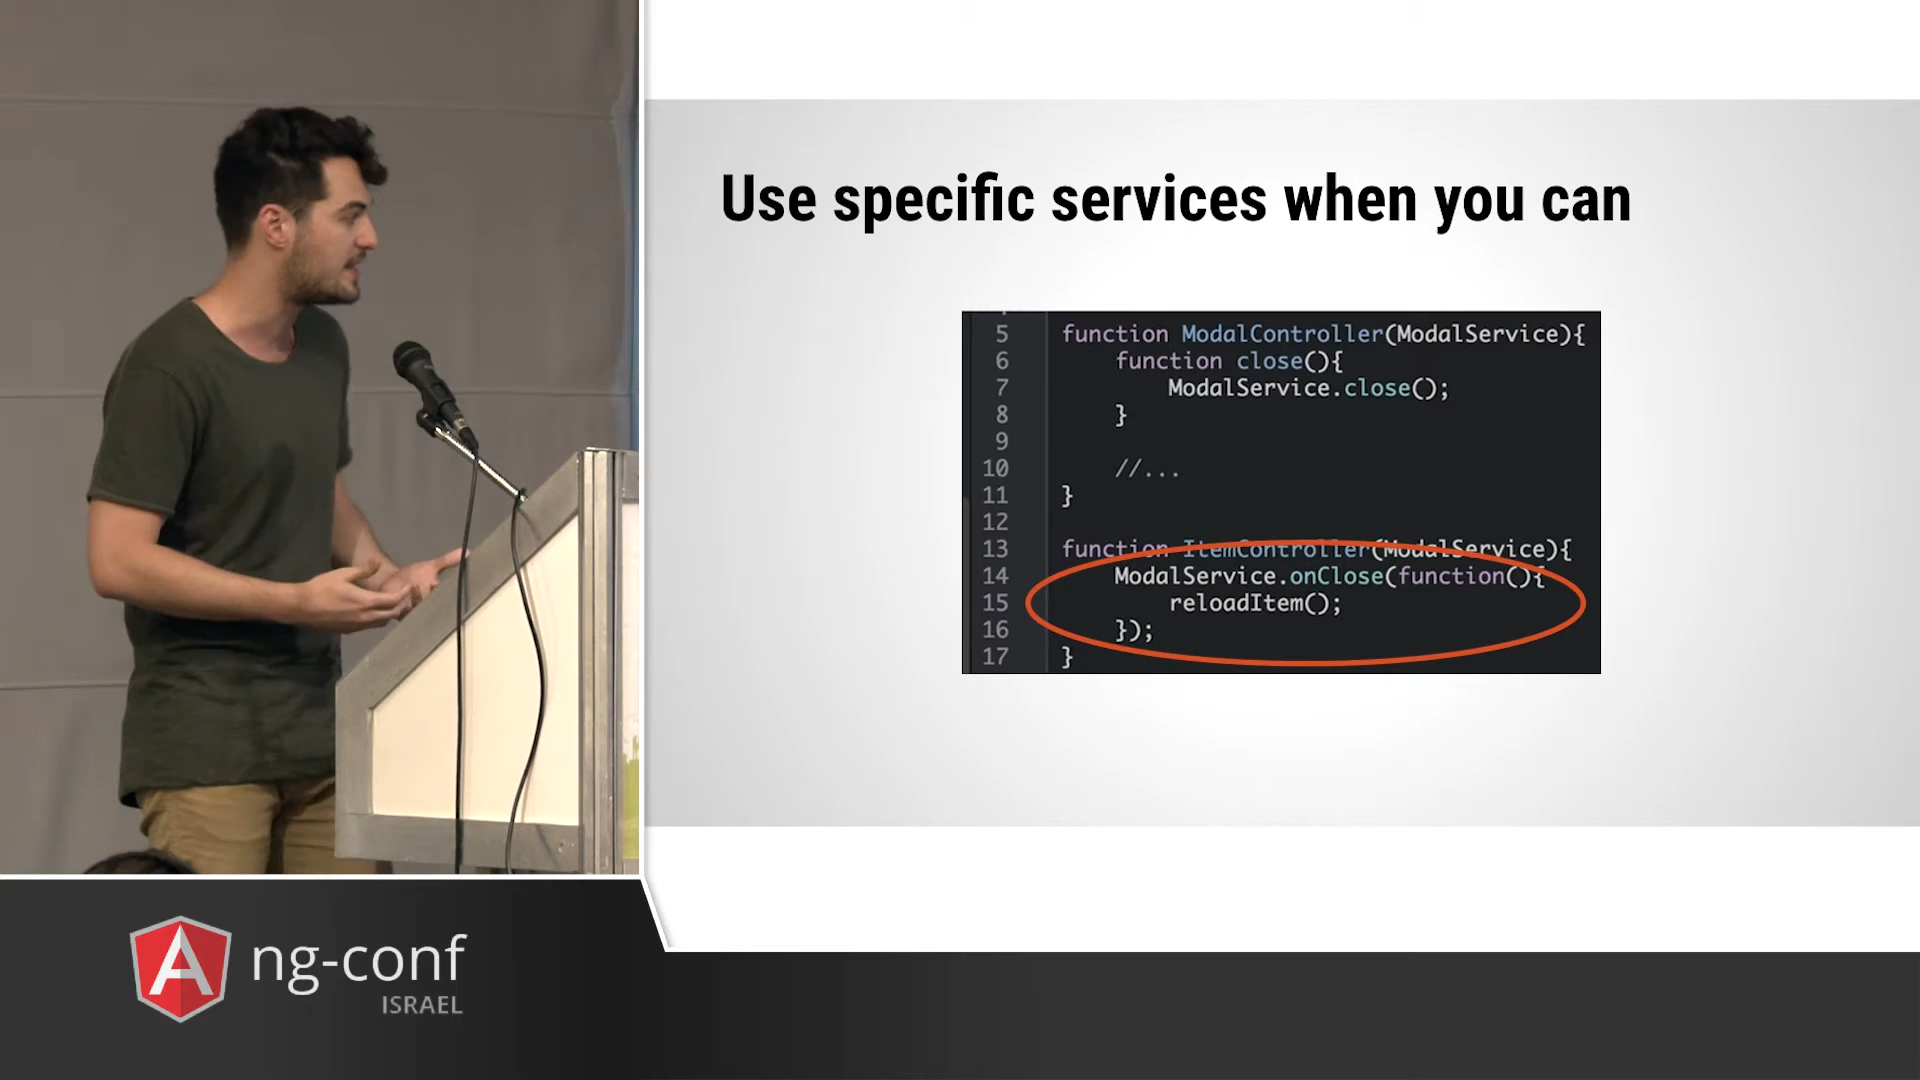 Use specific services when you can
5 function ModalController(ModalService){
6 function close(){
7 ModalService.close();
8 }
9
10 //...
11 }
12
13 function ItemController(ModalService){
14 ModalService.onClose(function(){
15 reloadItem();
16 });
17 }
ng-conf
ISRAEL